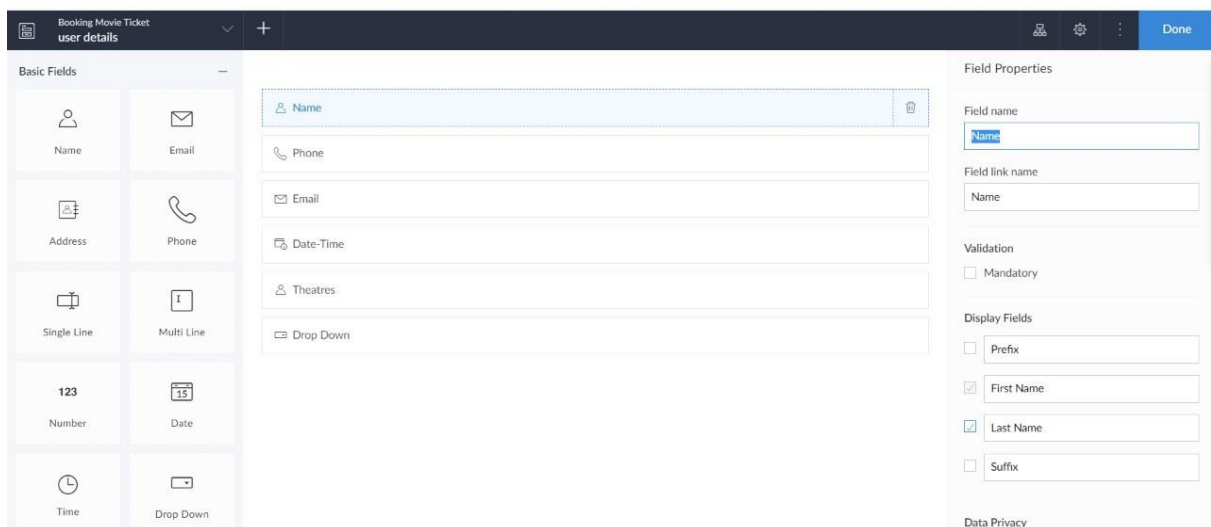 Booking Movie Ticket
user details
Done
Basic Fields
Name
Email
Address
Phone
Single Line
Multi Line
123
Number
15
Date
Time
Drop Down
Name
Phone
Email
Date-Time
Theatres
Drop Down
Field Properties
Field name
Name
Field link name
Name
Validation
Mandatory
Display Fields
Prefix
First Name
Last Name
Suffix
Data Privacy